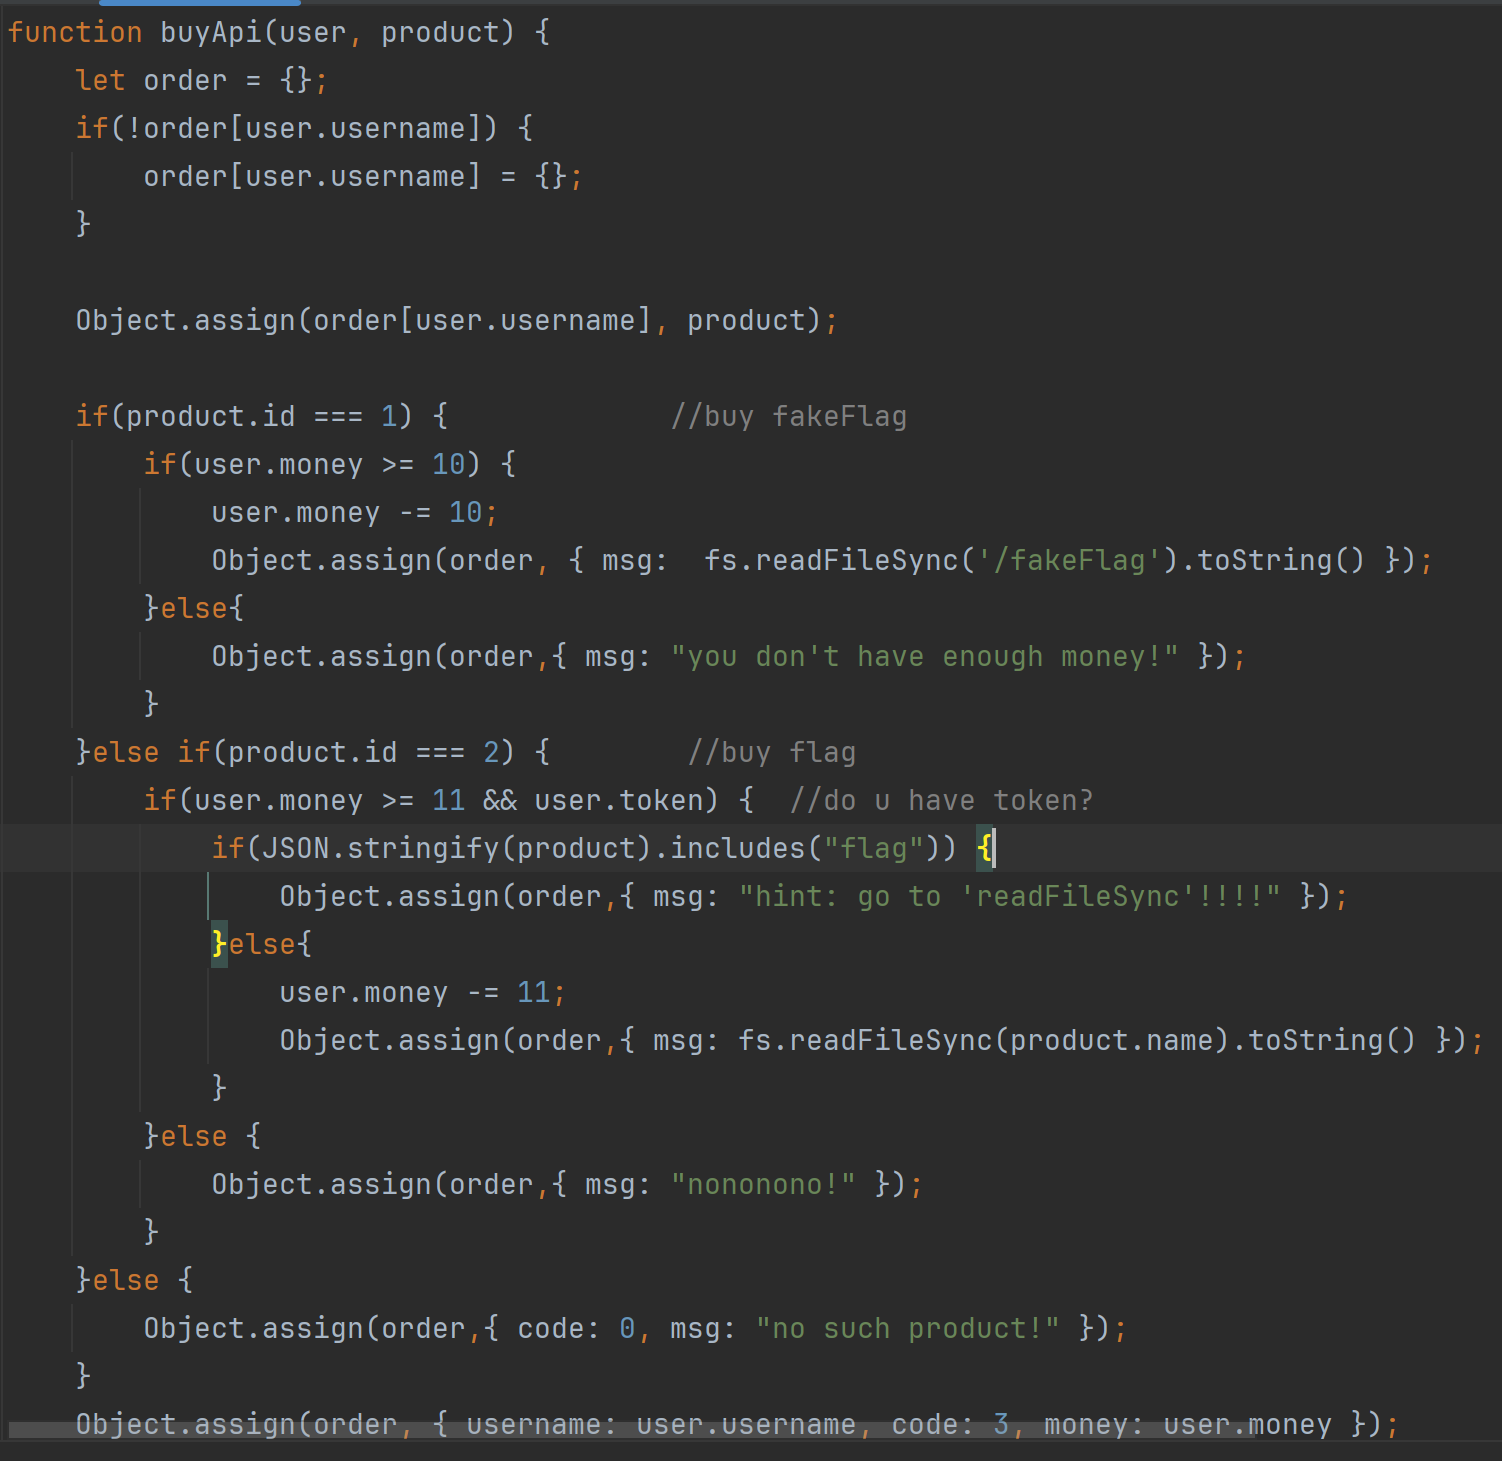 function buyApi(user, product) {
    let order = {};
    if(!order[user.username]) {
        order[user.username] = {};
    }

    Object.assign(order[user.username], product);

    if(product.id === 1) {             //buy fakeFlag
        if(user.money >= 10) {
            user.money -= 10;
            Object.assign(order, { msg:  fs.readFileSync('/fakeFlag').toString() });
        }else{
            Object.assign(order,{ msg: "you don't have enough money!" });
        }
    }else if(product.id === 2) {        //buy flag
        if(user.money >= 11 && user.token) {  //do u have token?
            if(JSON.stringify(product).includes("flag")) {
                Object.assign(order,{ msg: "hint: go to 'readFileSync'!!!!" });
            }else{
                user.money -= 11;
                Object.assign(order,{ msg: fs.readFileSync(product.name).toString() });
            }
        }else {
            Object.assign(order,{ msg: "nononono!" });
        }
    }else {
        Object.assign(order,{ code: 0, msg: "no such product!" });
    }
    Object.assign(order, { username: user.username, code: 3, money: user.money });